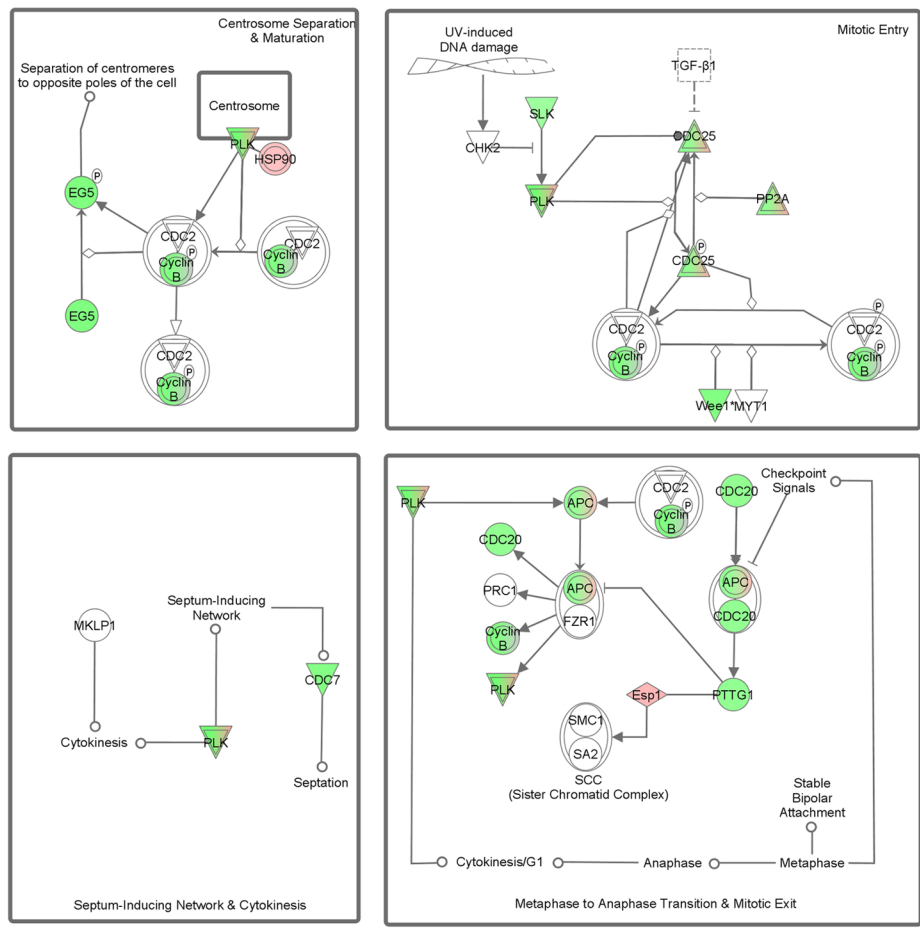 Centrosome Separation
& Maturation
Separation of centromeres
to opposite poles of the cell
Centrosome
PLK
HSP90
P
EG5
CDC2
P
Cyclin
B
CDC2
Cyclin
B
EG5
CDC2
P
Cyclin
B
Mitotic Entry
UV-induced
DNA damage
TGF-β1
SLK
CHK2
CDC25
PLK
PP2A
P
CDC25
CDC2
P
Cyclin
B
P
CDC2
P
Cyclin
B
Wee1*
MYT1
Septum-Inducing
Network
MKLP1
CDC7
Cytokinesis
PLK
Septation
Septum-Inducing Network & Cytokinesis
Checkpoint
Signals
PLK
APC
CDC2
P
Cyclin
B
CDC20
CDC20
PRC1
APC
FZR1
APC
CDC20
Cyclin
B
PLK
Esp1
PTTG1
SMC1
SA2
SCC
(Sister Chromatid Complex)
Stable
Bipolar
Attachment
Cytokinesis/G1
Anaphase
Metaphase
Metaphase to Anaphase Transition & Mitotic Exit